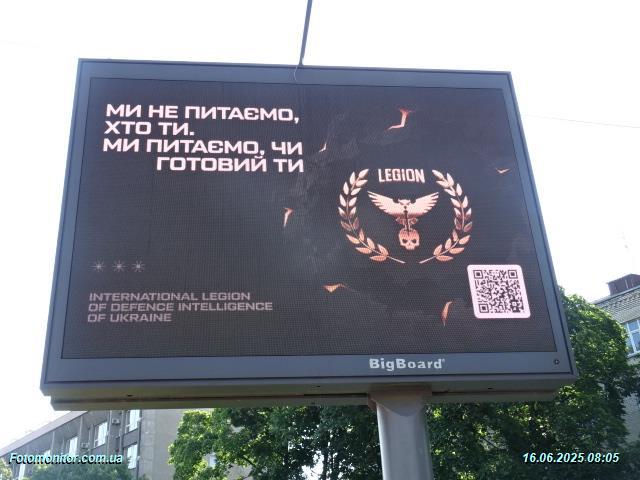 МИ НЕ ПИТАЄМО,
ХТО ТИ.
МИ ПИТАЄМО, ЧИ
ГОТОВИЙ ТИ
LEGION
INTERNATIONAL LEGION
OF DEFENCE INTELLIGENCE
OF UKRAINE
BigBoard
Fotomonitor.com.ua
16.06.2025 08:05